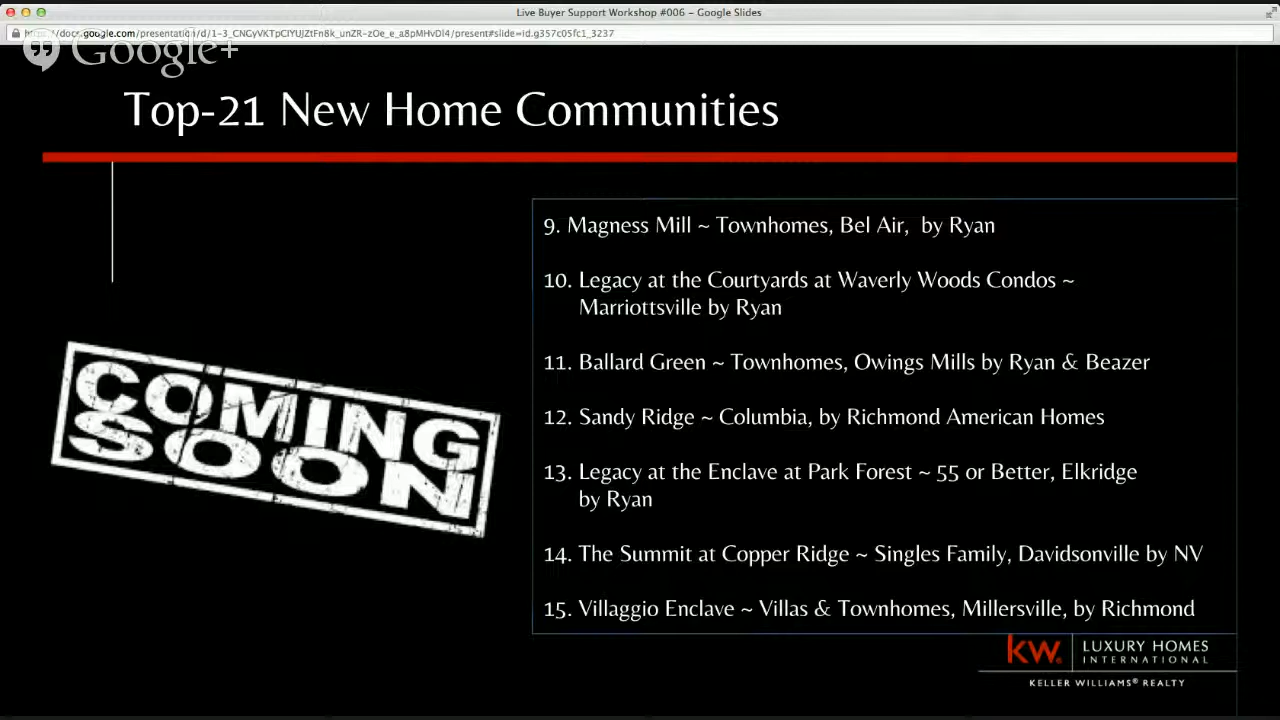 Live Buyer Support Workshop #006 – Google Slides
Google+
Top-21 New Home Communities
9. Magness Mill ~ Townhomes, Bel Air, by Ryan
10. Legacy at the Courtyards at Waverly Woods Condos ~
Marriottsville by Ryan
11. Ballard Green ~ Townhomes, Owings Mills by Ryan & Beazer
12. Sandy Ridge ~ Columbia, by Richmond American Homes
13. Legacy at the Enclave at Park Forest ~ 55 or Better, Elkridge
by Ryan
14. The Summit at Copper Ridge ~ Singles Family, Davidsonville by NV
15. Villaggio Enclave ~ Villas & Townhomes, Millersville, by Richmond
COMING
SOON
kw. LUXURY HOMES
INTERNATIONAL
KELLER WILLIAMS® REALTY